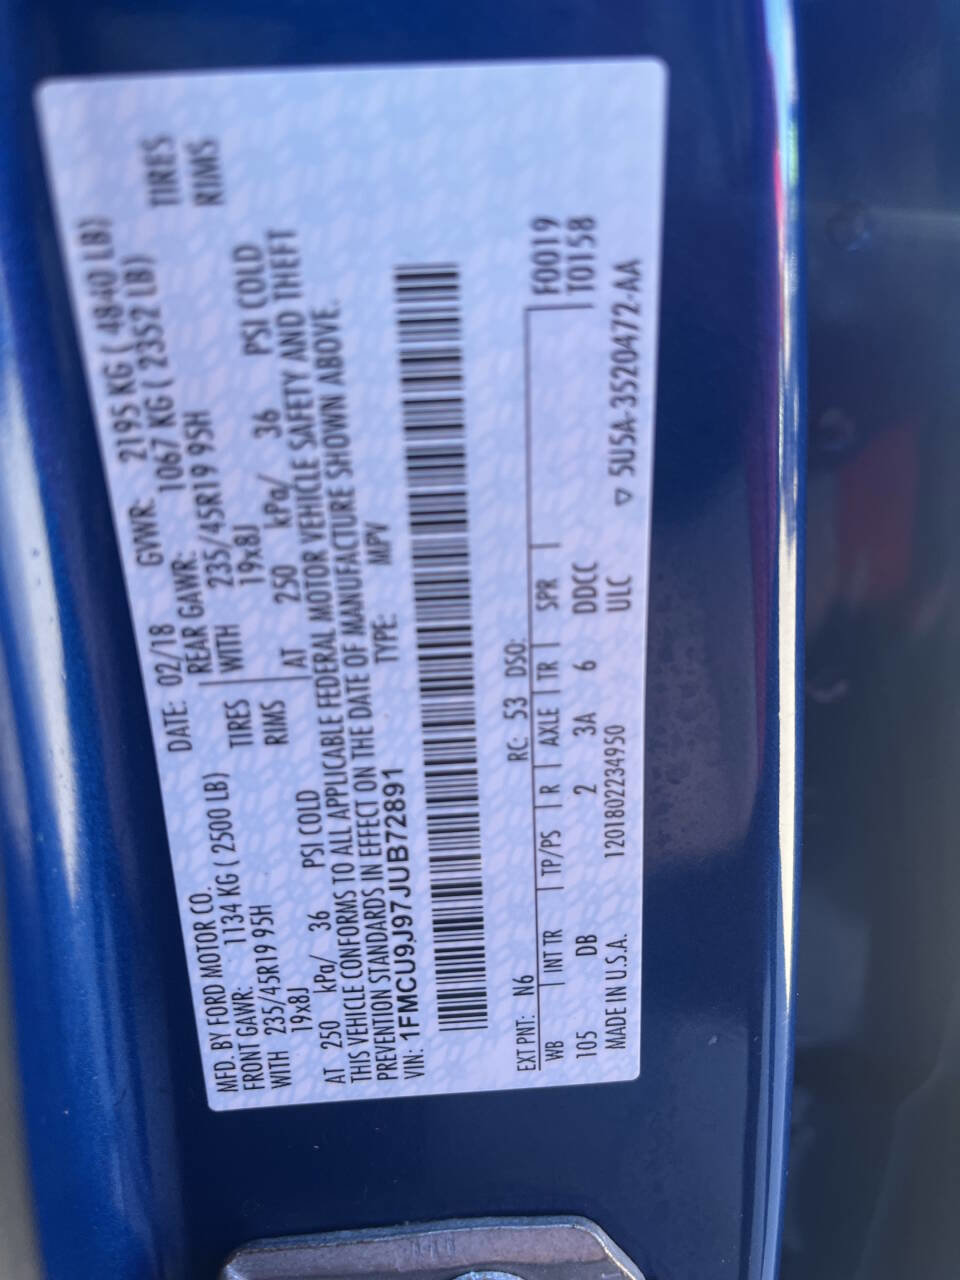 MFD. BY FORD MOTOR CO.
DATE: 02/18 GVWR: 2195 KG ( 4840 LB)
FRONT GAWR: 1134 KG ( 2500 LB)
REAR GAWR: 1067 KG ( 2352 LB)
WITH 235/45R19 95H TIRES
WITH 235/45R19 95H TIRES
19x8J RIMS
19x8J RIMS
AT 250 kPa/ 36 PSI COLD
AT 250 kPa/ 36 PSI COLD
THIS VEHICLE CONFORMS TO ALL APPLICABLE FEDERAL MOTOR VEHICLE SAFETY AND THEFT
PREVENTION STANDARDS IN EFFECT ON THE DATE OF MANUFACTURE SHOWN ABOVE.
VIN: 1FMCU9J97JUB72891 TYPE: MPV
EXT PNT: N6 RC: 53 DSO: F0019
WB INT TR TP/PS R AXLE TR SPR T0158
105 DB 2 3A 6 DDCC
MADE IN U.S.A. 1201802234950 ULC ▽ 5U5A-3520472-AA